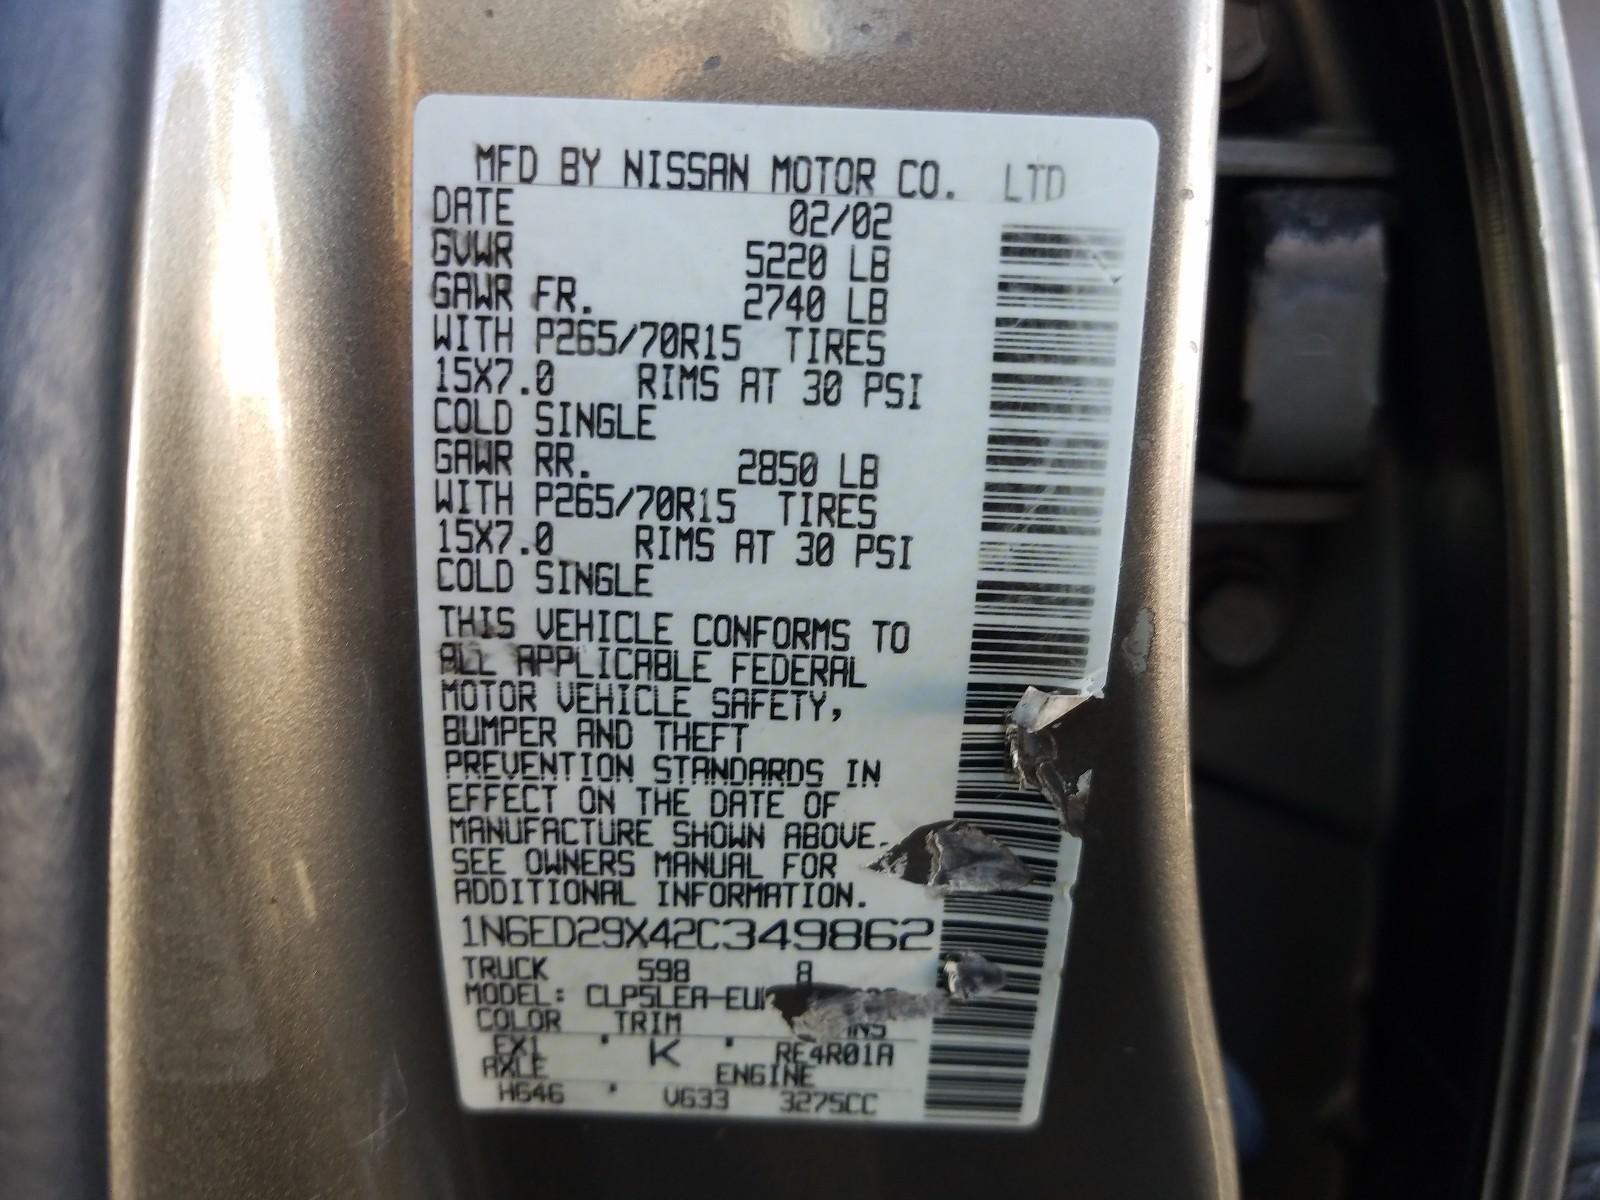 MFD BY NISSAN MOTOR CO. LTD
DATE 02/02
GVWR 5220 LB
GAWR FR. 2740 LB
WITH P265/70R15 TIRES
15X7.0 RIMS AT 30 PSI
COLD SINGLE
GAWR RR. 2850 LB
WITH P265/70R15 TIRES
15X7.0 RIMS AT 30 PSI
COLD SINGLE
THIS VEHICLE CONFORMS TO
ALL APPLICABLE FEDERAL
MOTOR VEHICLE SAFETY,
BUMPER AND THEFT
PREVENTION STANDARDS IN
EFFECT ON THE DATE OF
MANUFACTURE SHOWN ABOVE.
SEE OWNERS MANUAL FOR
ADDITIONAL INFORMATION.
1N6ED29X42C349862
TRUCK 598 8
MODEL:
COLOR TRIM
EX1 K RE4R01A
AXLE ENGINE
HG46 VG33 3275CC